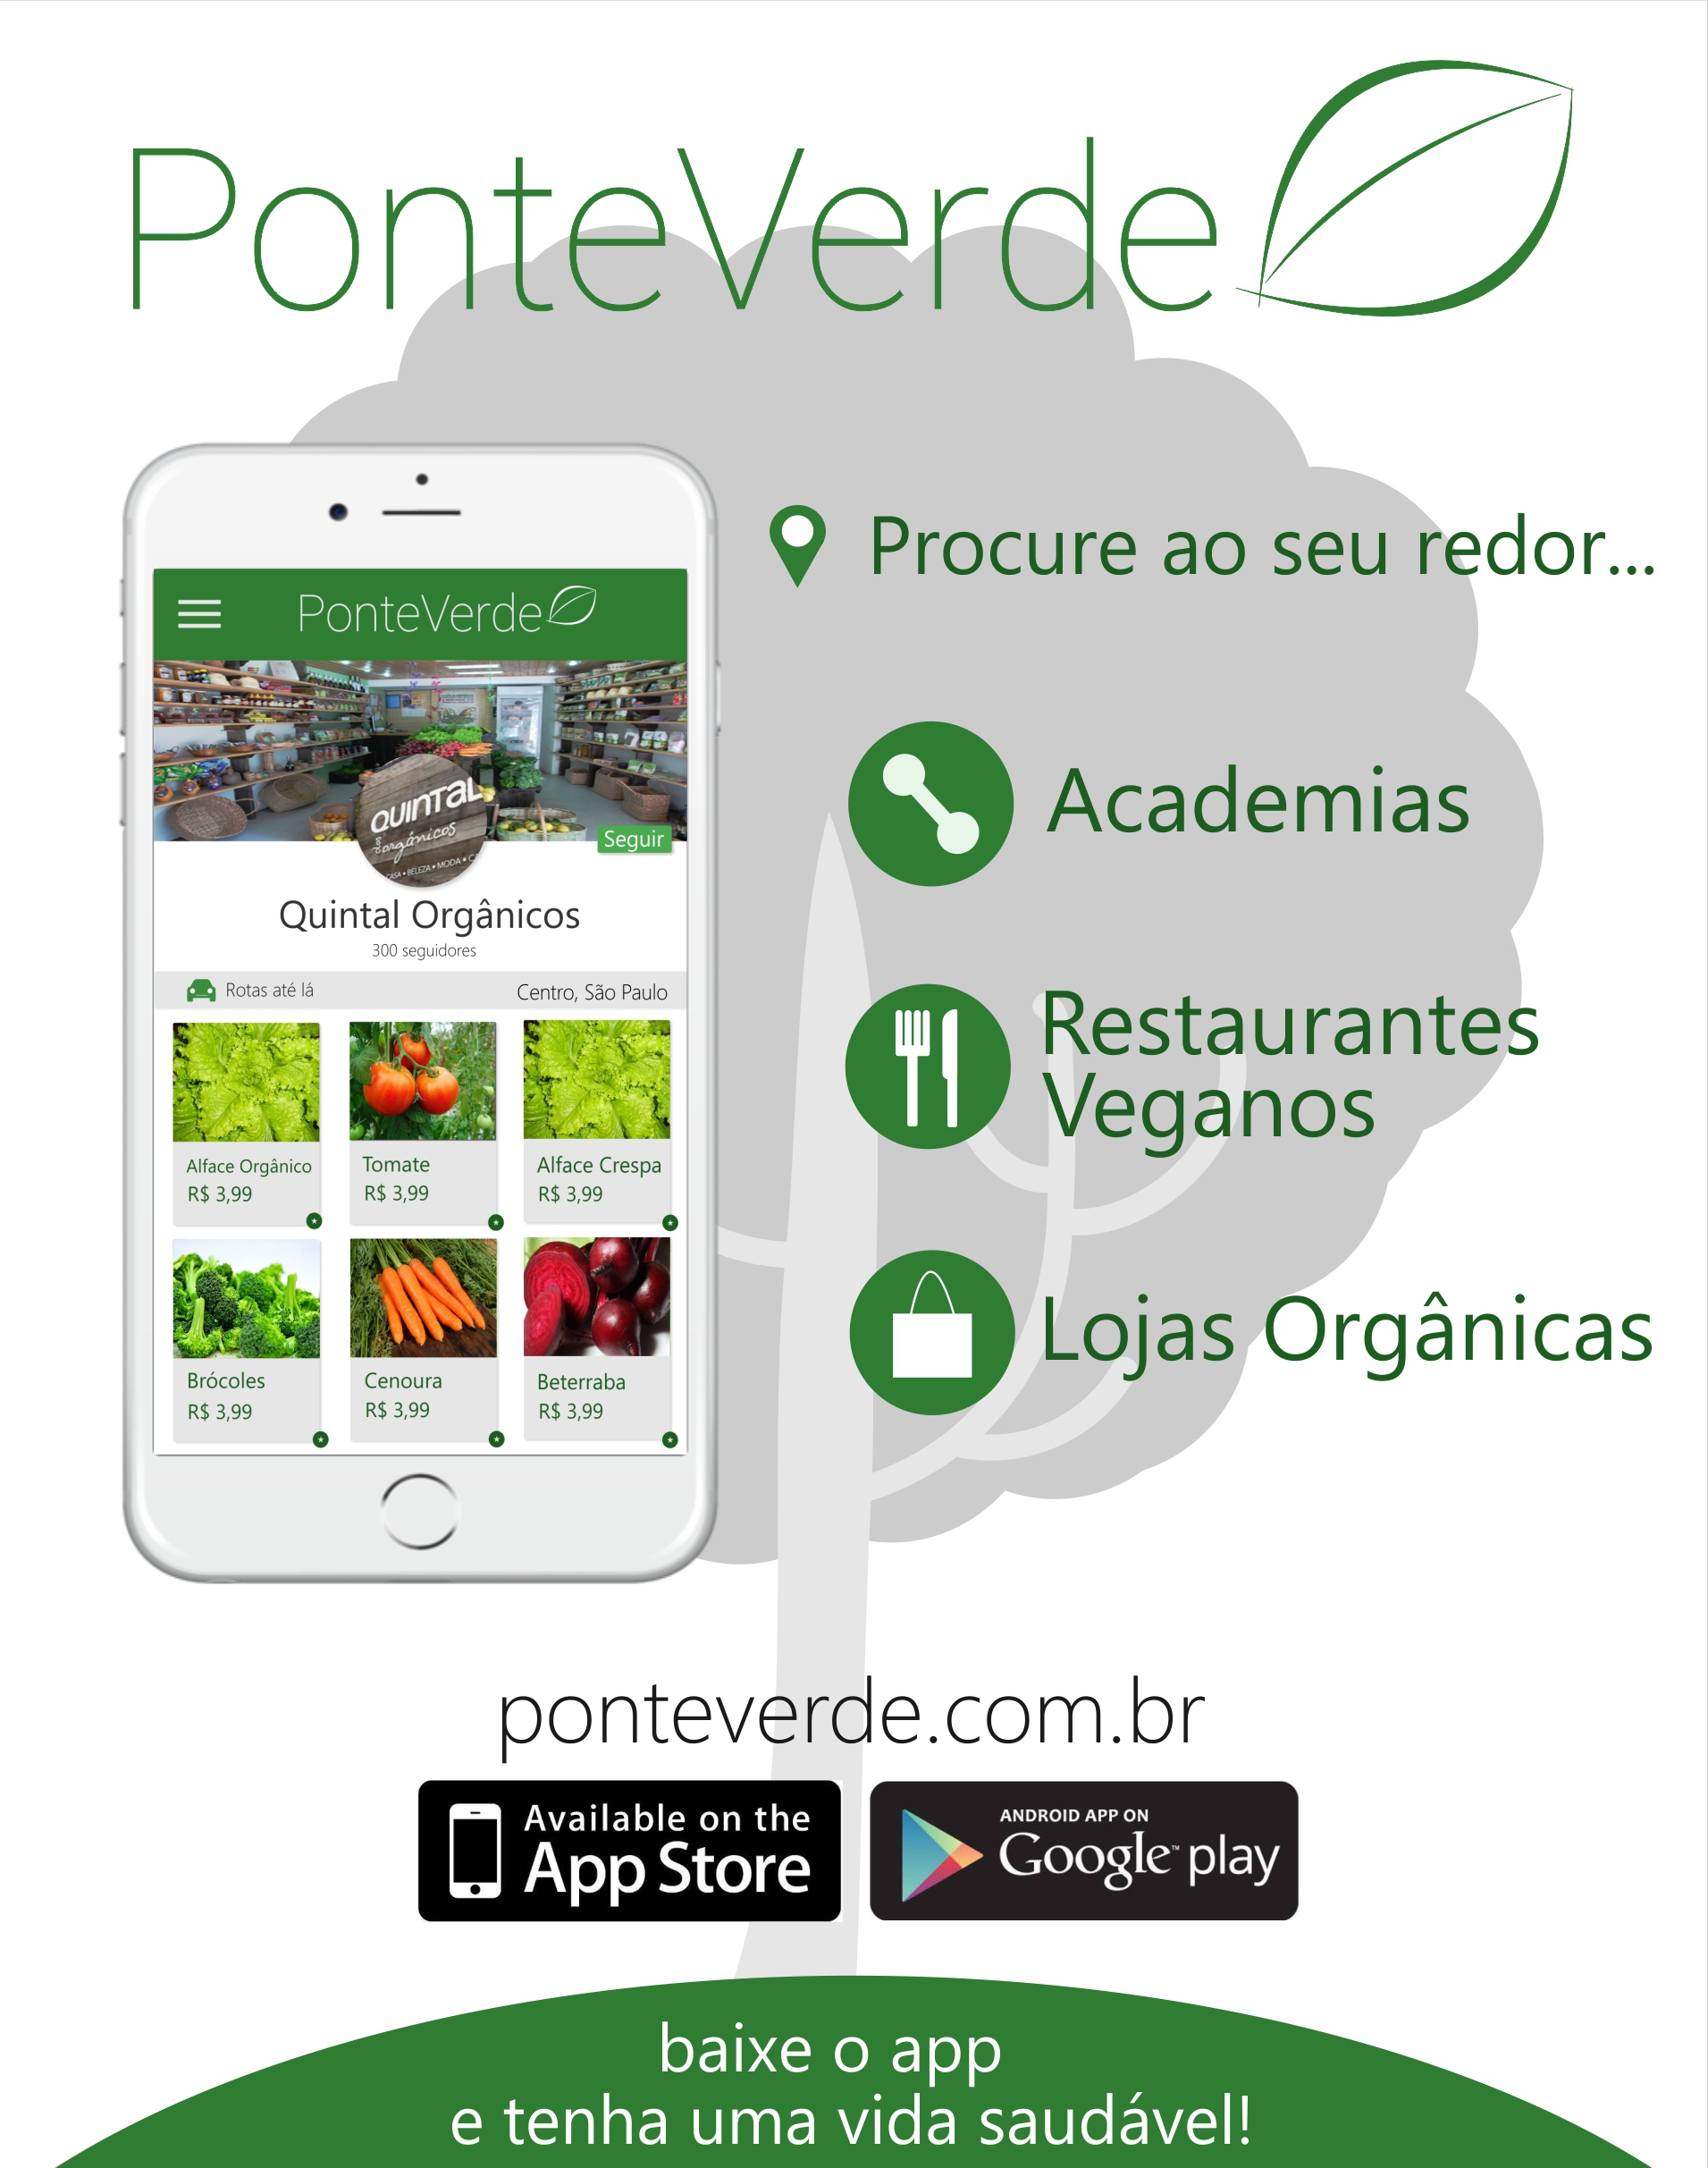 PonteVerde
Procure ao seu redor...
PonteVerde
QUINTAL
dos orgânicos
CASA • BELEZA • MODA •
Seguir
Quintal Orgânicos
300 seguidores
Rotas até lá
Centro, São Paulo
Alface Orgânico
R$ 3,99
Tomate
R$ 3,99
Alface Crespa
R$ 3,99
Brócoles
R$ 3,99
Cenoura
R$ 3,99
Beterraba
R$ 3,99
Academias
Restaurantes
Veganos
Lojas Orgânicas
ponteverde.com.br
Available on the
App Store
ANDROID APP ON
Google™ play
baixe o app
e tenha uma vida saudável!